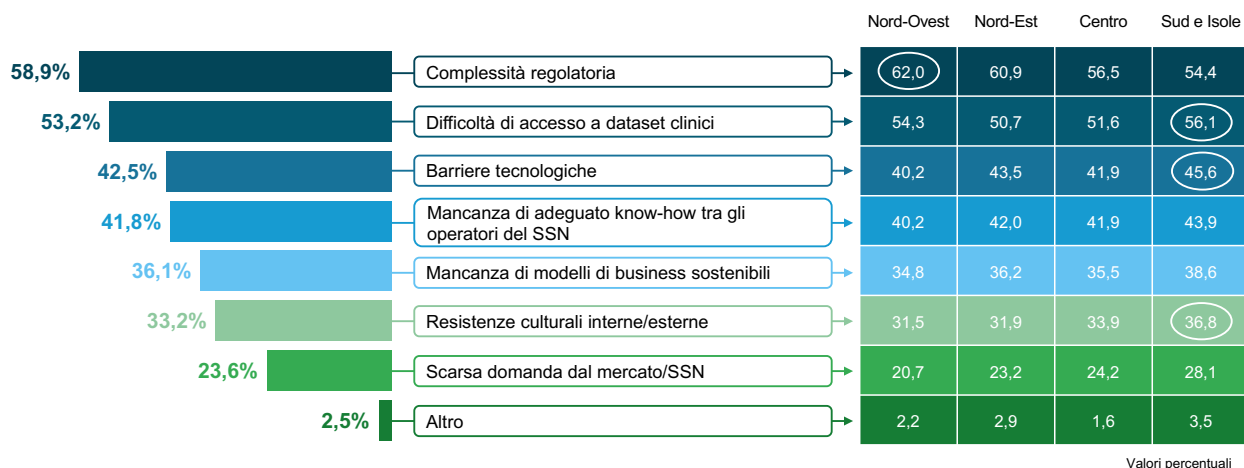 Nord-Ovest Nord-Est Centro Sud e Isole
58,9% Complessità regolatoria 62,0 60,9 56,5 54,4
53,2% Difficoltà di accesso a dataset clinici 54,3 50,7 51,6 56,1
42,5% Barriere tecnologiche 40,2 43,5 41,9 45,6
41,8% Mancanza di adeguato know-how tra gli
operatori del SSN 40,2 42,0 41,9 43,9
36,1% Mancanza di modelli di business sostenibili 34,8 36,2 35,5 38,6
33,2% Resistenze culturali interne/esterne 31,5 31,9 33,9 36,8
23,6% Scarsa domanda dal mercato/SSN 20,7 23,2 24,2 28,1
2,5% Altro 2,2 2,9 1,6 3,5
Valori percentuali